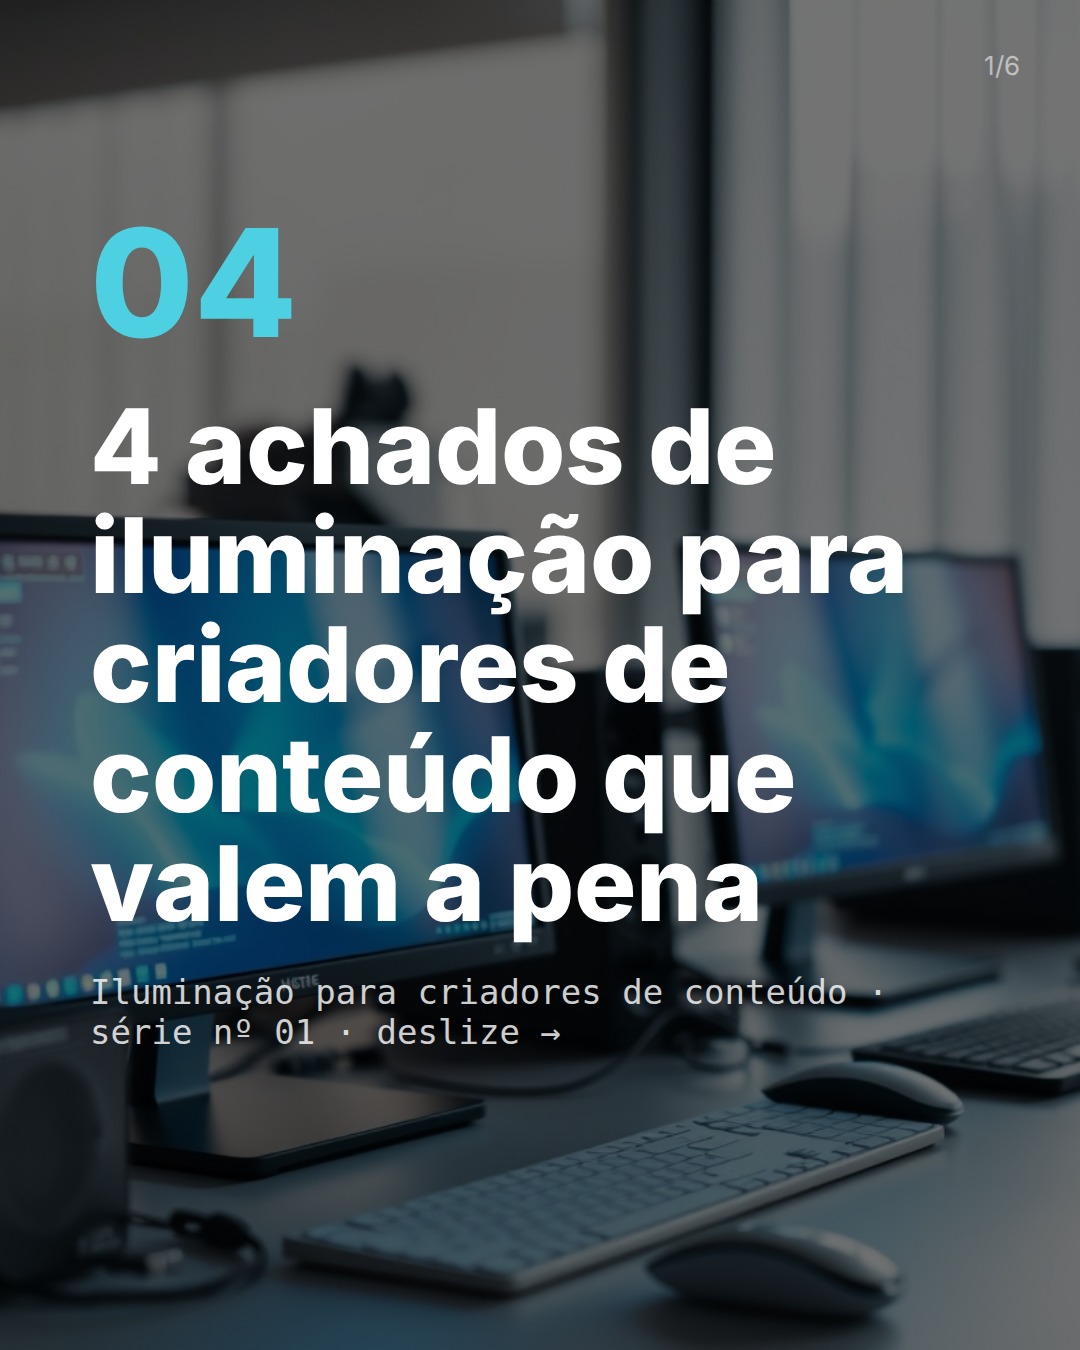 1/6
04
4 achados de
iluminação para
criadores de
conteúdo que
valem a pena
Iluminação para criadores de conteúdo ·
série nº 01 · deslize →